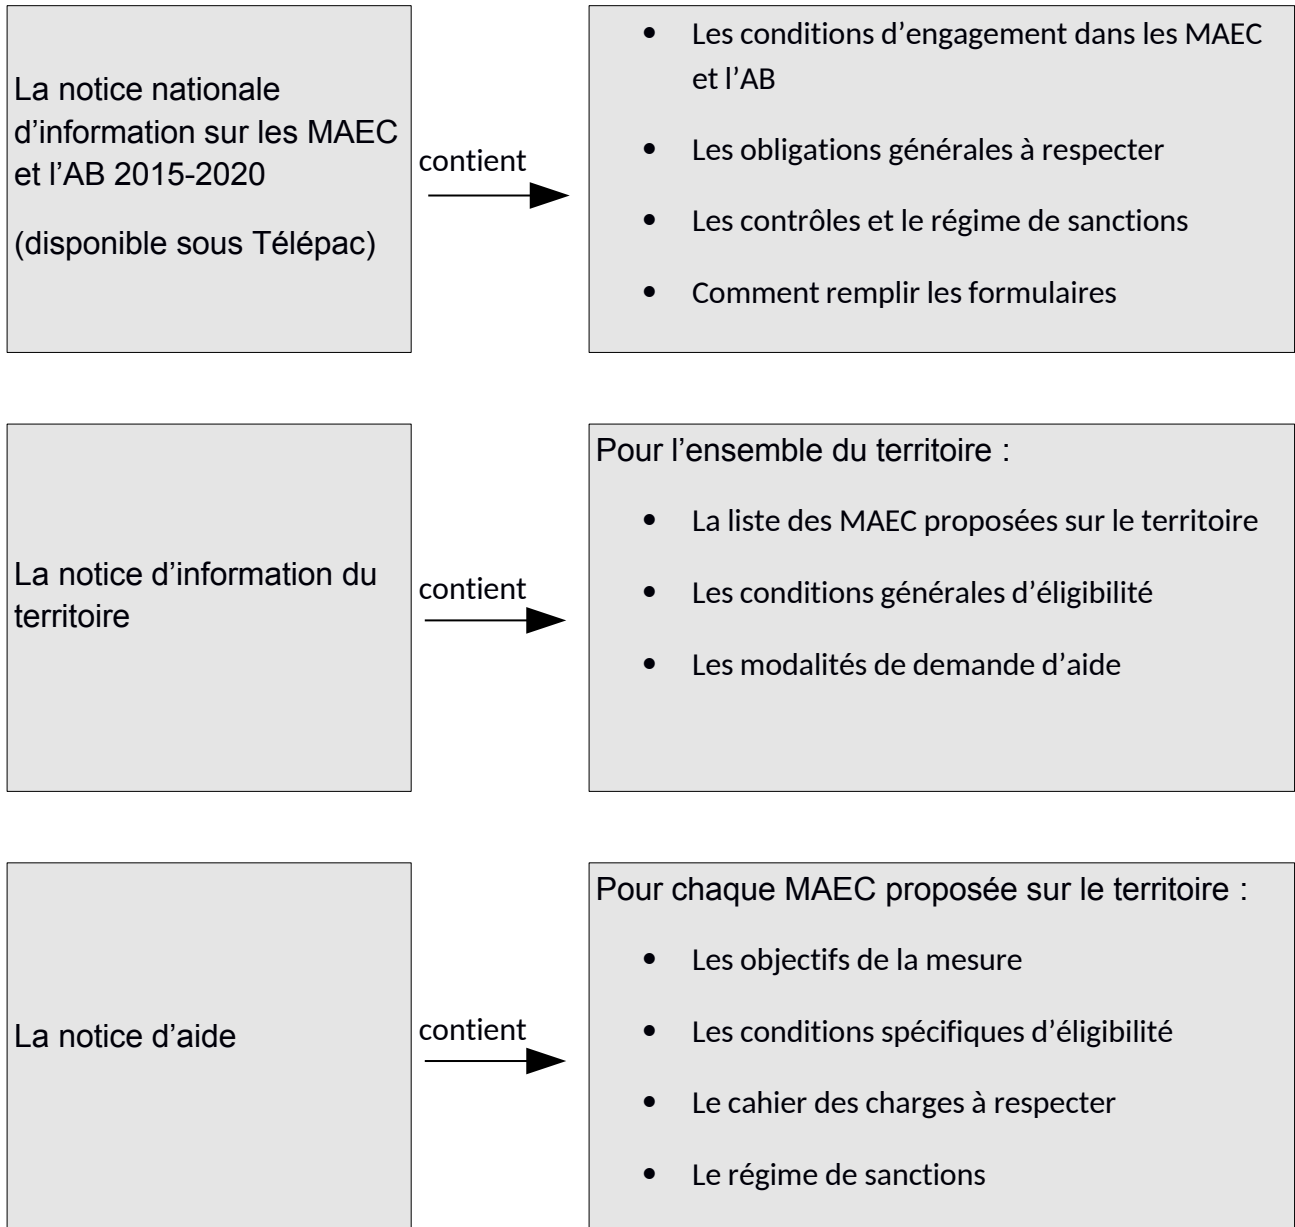 La notice nationale
d’information sur les MAEC
et l’AB 2015-2020
(disponible sous Télépac)
contient
• Les conditions d’engagement dans les MAEC
et l’AB
• Les obligations générales à respecter
• Les contrôles et le régime de sanctions
• Comment remplir les formulaires
La notice d’information du
territoire
contient
Pour l’ensemble du territoire :
• La liste des MAEC proposées sur le territoire
• Les conditions générales d’éligibilité
• Les modalités de demande d’aide
La notice d’aide
contient
Pour chaque MAEC proposée sur le territoire :
• Les objectifs de la mesure
• Les conditions spécifiques d’éligibilité
• Le cahier des charges à respecter
• Le régime de sanctions